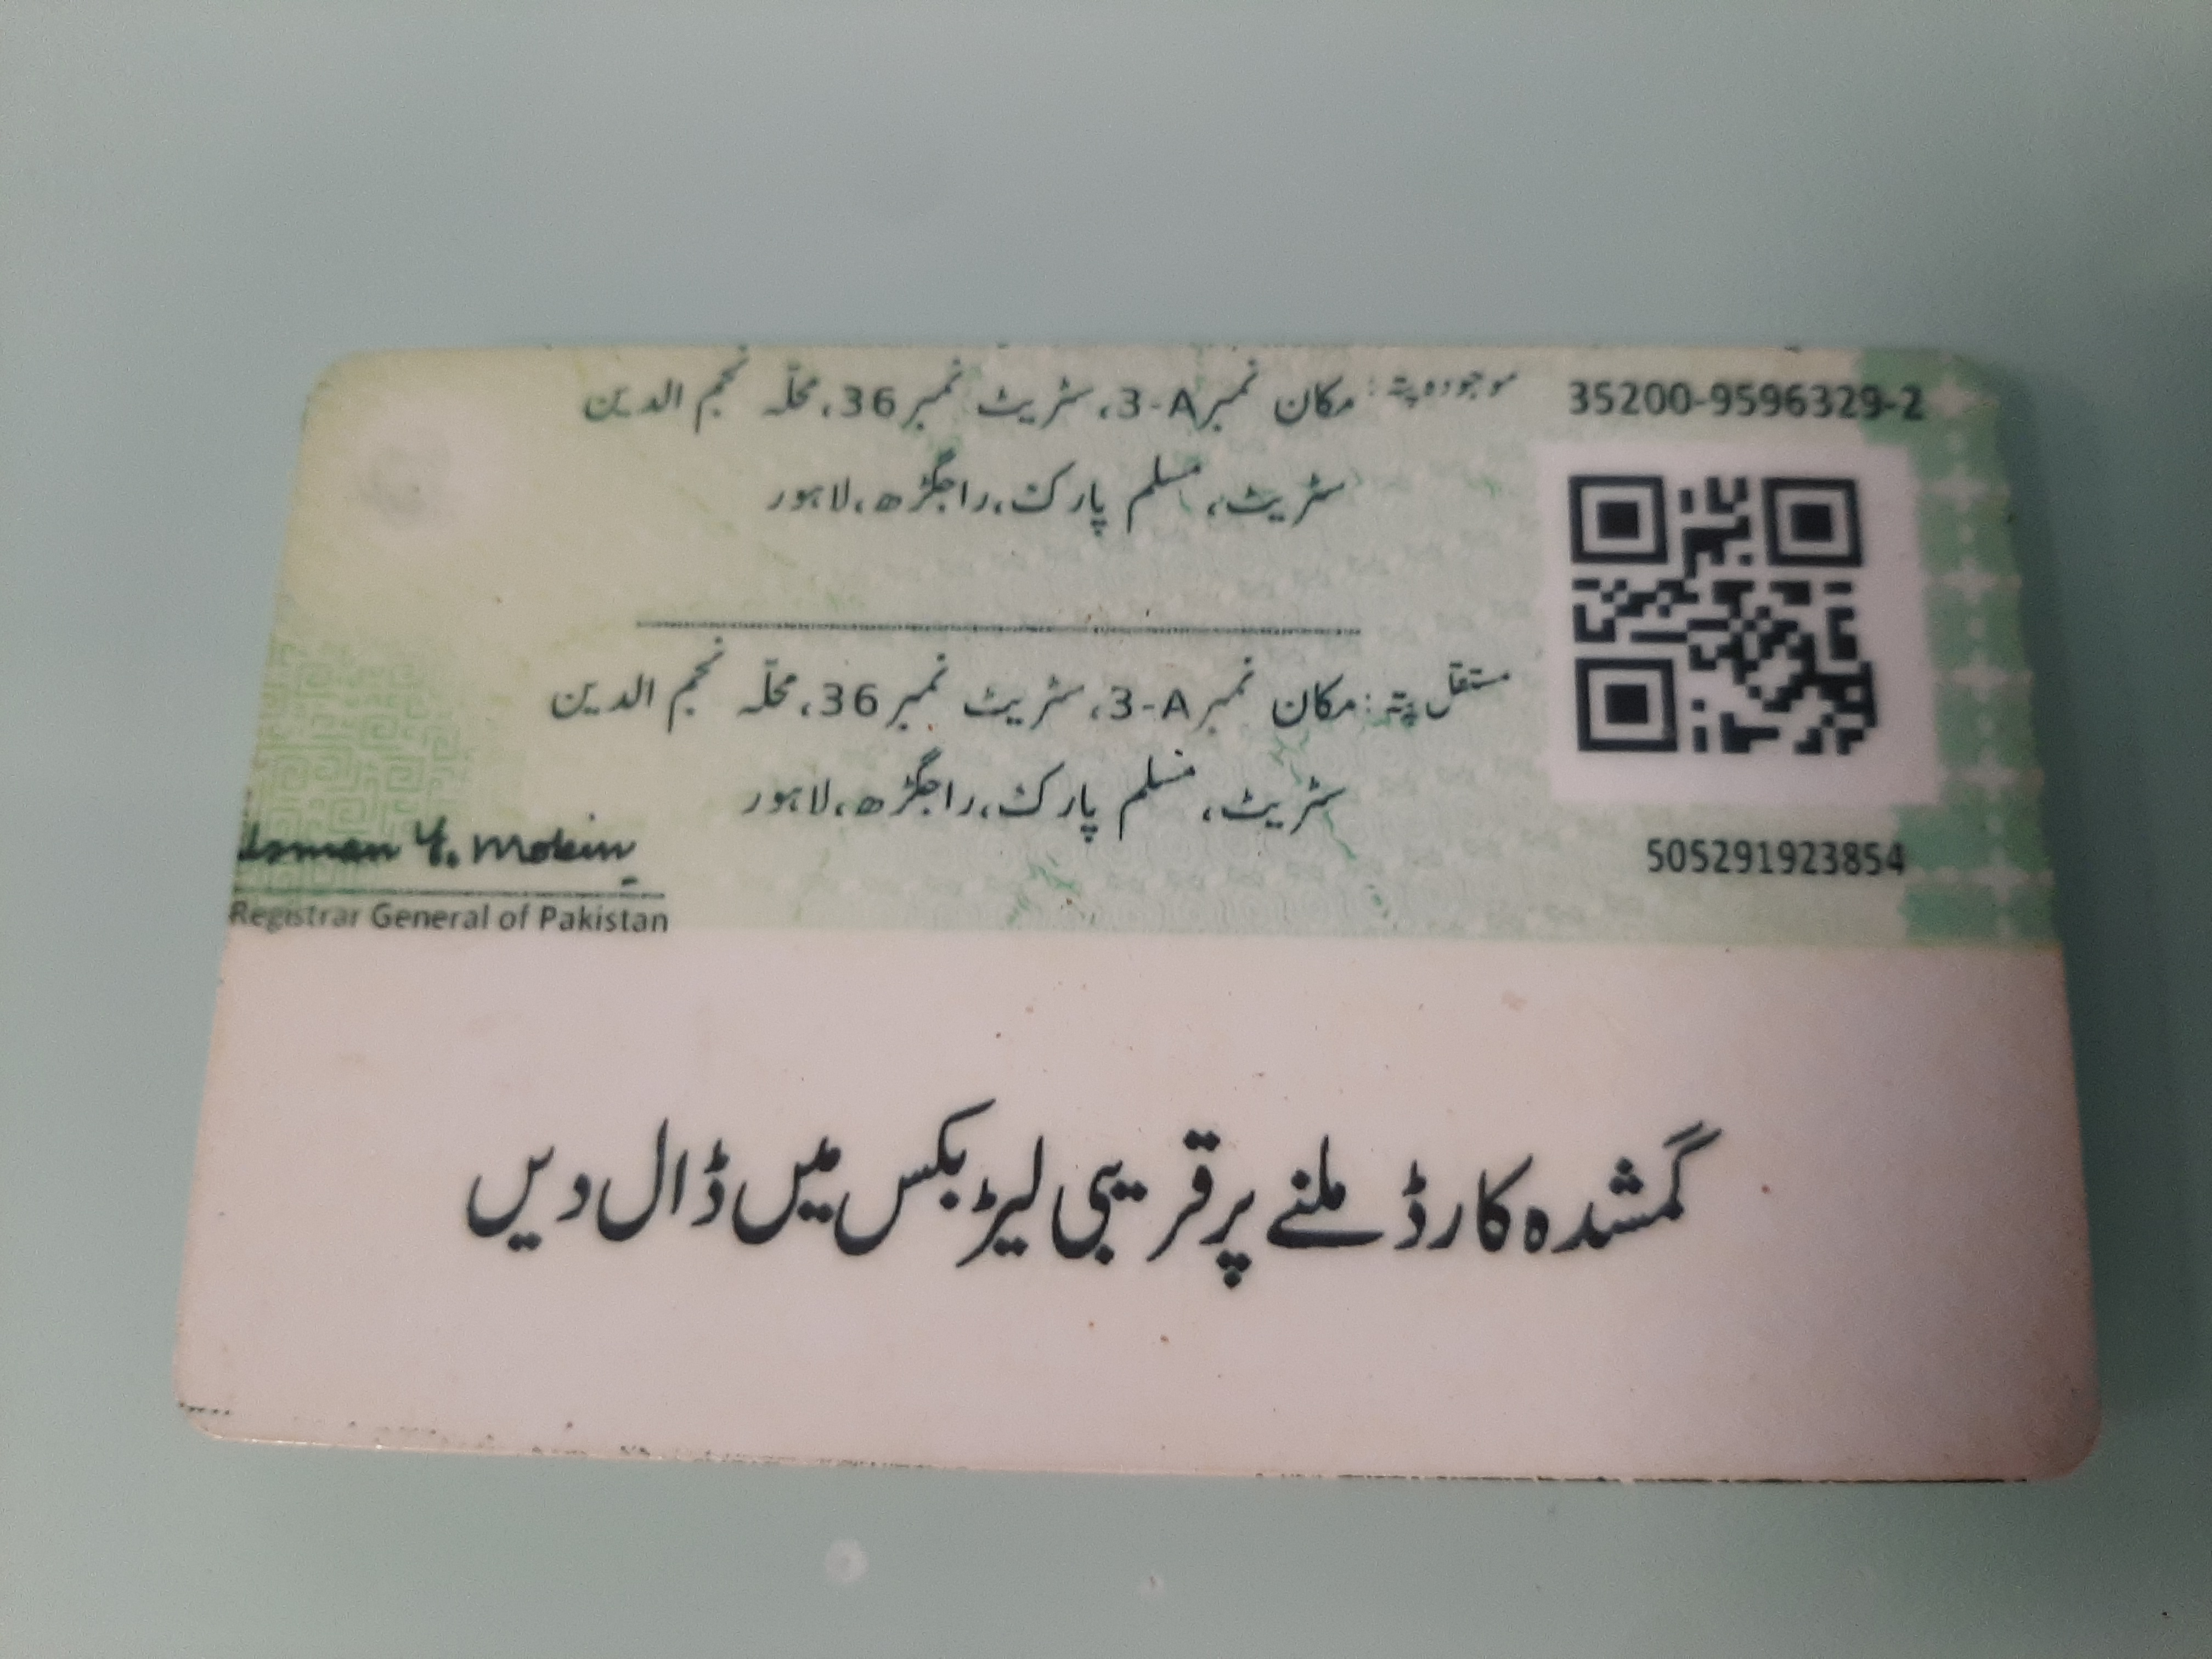 35200-9596329-2
موجودہ پتہ: مکان نمبر 3-A، سٹریٹ نمبر 36، محلّہ نجم الدین
سٹریٹ، مسلم پارک، راجگڑھ، لاہور
مستقل پتہ: مکان نمبر 3-A، سٹریٹ نمبر 36، محلّہ نجم الدین
سٹریٹ، مسلم پارک، راجگڑھ، لاہور
505291923854
Usman Y. Mobin
Registrar General of Pakistan
گمشدہ کارڈ ملنے پر قریبی لیٹر بکس میں ڈال دیں